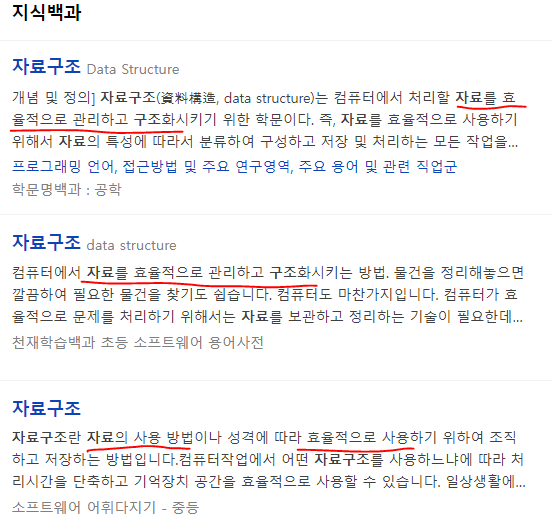 지식백과
자료구조 Data Structure
개념 및 정의] 자료구조(資料構造, data structure)는 컴퓨터에서 처리할 자료를 효
율적으로 관리하고 구조화시키기 위한 학문이다. 즉, 자료를 효율적으로 사용하기
위해서 자료의 특성에 따라서 분류하여 구성하고 저장 및 처리하는 모든 작업을...
프로그래밍 언어, 접근방법 및 주요 연구영역, 주요 용어 및 관련 직업군
학문명백과 : 공학
자료구조 data structure
컴퓨터에서 자료를 효율적으로 관리하고 구조화시키는 방법. 물건을 정리해놓으면
깔끔하여 필요한 물건을 찾기도 쉽습니다. 컴퓨터도 마찬가지입니다. 컴퓨터가 효
율적으로 문제를 처리하기 위해서는 자료를 보관하고 정리하는 기술이 필요한데...
천재학습백과 초등 소프트웨어 용어사전
자료구조
자료구조란 자료의 사용 방법이나 성격에 따라 효율적으로 사용하기 위하여 조직
하고 저장하는 방법입니다.컴퓨터작업에서 어떤 자료구조를 사용하느냐에 따라 처
리시간을 단축하고 기억장치 공간을 효율적으로 사용할 수 있습니다. 일상생활에...
소프트웨어 어휘다지기 - 중등